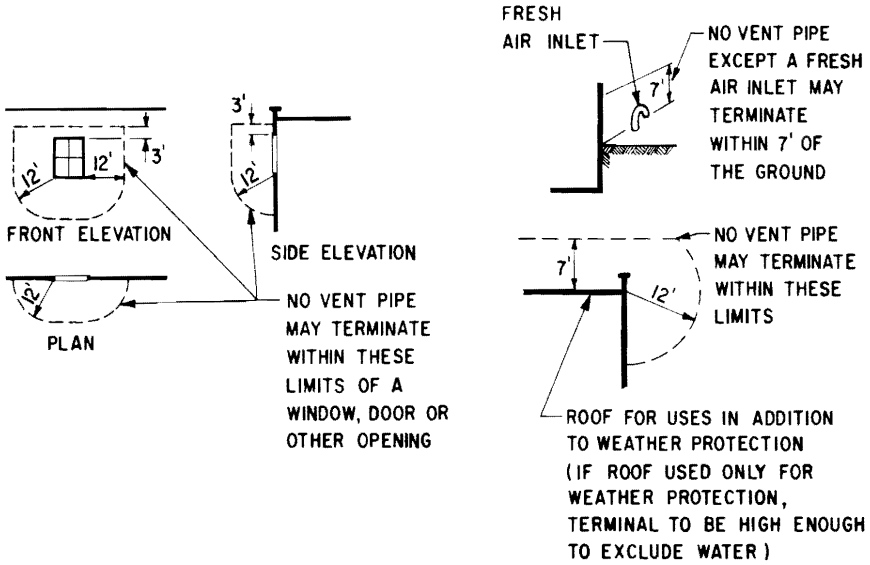 3'
12'
12'
FRONT ELEVATION
3'
12'
SIDE ELEVATION
12'
PLAN
NO VENT PIPE
MAY TERMINATE
WITHIN THESE
LIMITS OF A
WINDOW, DOOR OR
OTHER OPENING
FRESH
AIR INLET
7'
NO VENT PIPE
EXCEPT A FRESH
AIR INLET MAY
TERMINATE
WITHIN 7' OF
THE GROUND
7'
12'
NO VENT PIPE
MAY TERMINATE
WITHIN THESE
LIMITS
ROOF FOR USES IN ADDITION
TO WEATHER PROTECTION
(IF ROOF USED ONLY FOR
WEATHER PROTECTION,
TERMINAL TO BE HIGH ENOUGH
TO EXCLUDE WATER)